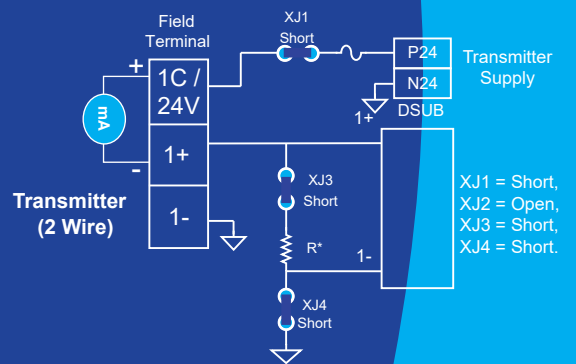 Field
Terminal
XJ1
Short
P24
N24
DSUB
Transmitter
Supply
+
1C /
24V
mA
1+
-
1+
Transmitter
(2 Wire)
1-
XJ3
Short
R*
1-
XJ4
Short
XJ1 = Short,
XJ2 = Open,
XJ3 = Short,
XJ4 = Short.